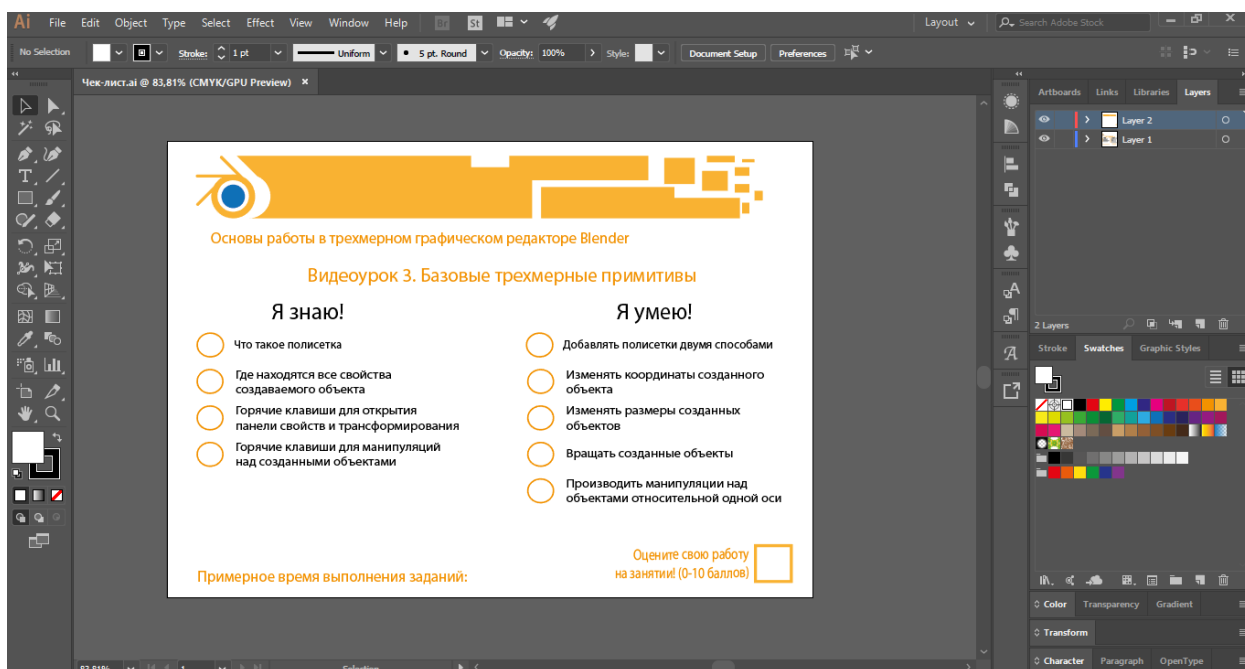 Ai File Edit Object Type Select Effect View Window Help Br St Layout Search Adobe Stock
No Selection Stroke: 1 pt Uniform 5 pt. Round Opacity: 100% Style: Document Setup Preferences
Чек-лист.ai @ 83,81% (CMYK/GPU Preview) ×
Artboards Links Libraries Layers
Layer 2
Layer 1
Основы работы в трехмерном графическом редакторе Blender
Видеоурок 3. Базовые трехмерные примитивы
Я знаю!
Что такое полисетка
Где находятся все свойства
создаваемого объекта
Горячие клавиши для открытия
панели свойств и трансформирования
Горячие клавиши для манипуляций
над созданными объектами
Я умею!
Добавлять полисетки двумя способами
Изменять координаты созданного
объекта
Изменять размеры созданных
объектов
Вращать созданные объекты
Производить манипуляции над
объектами относительной одной оси
Примерное время выполнения заданий:
Оцените свою работу
на занятии! (0-10 баллов)
2 Layers
Stroke Swatches Graphic Styles
Color Transparency Gradient
Transform
Character Paragraph OpenType
83,81% 1 Selection